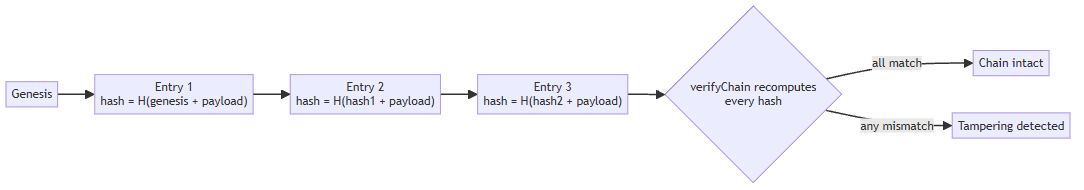 Genesis
Entry 1
hash = H(genesis + payload)
Entry 2
hash = H(hash1 + payload)
Entry 3
hash = H(hash2 + payload)
verifyChain recomputes
every hash
all match
Chain intact
any mismatch
Tampering detected